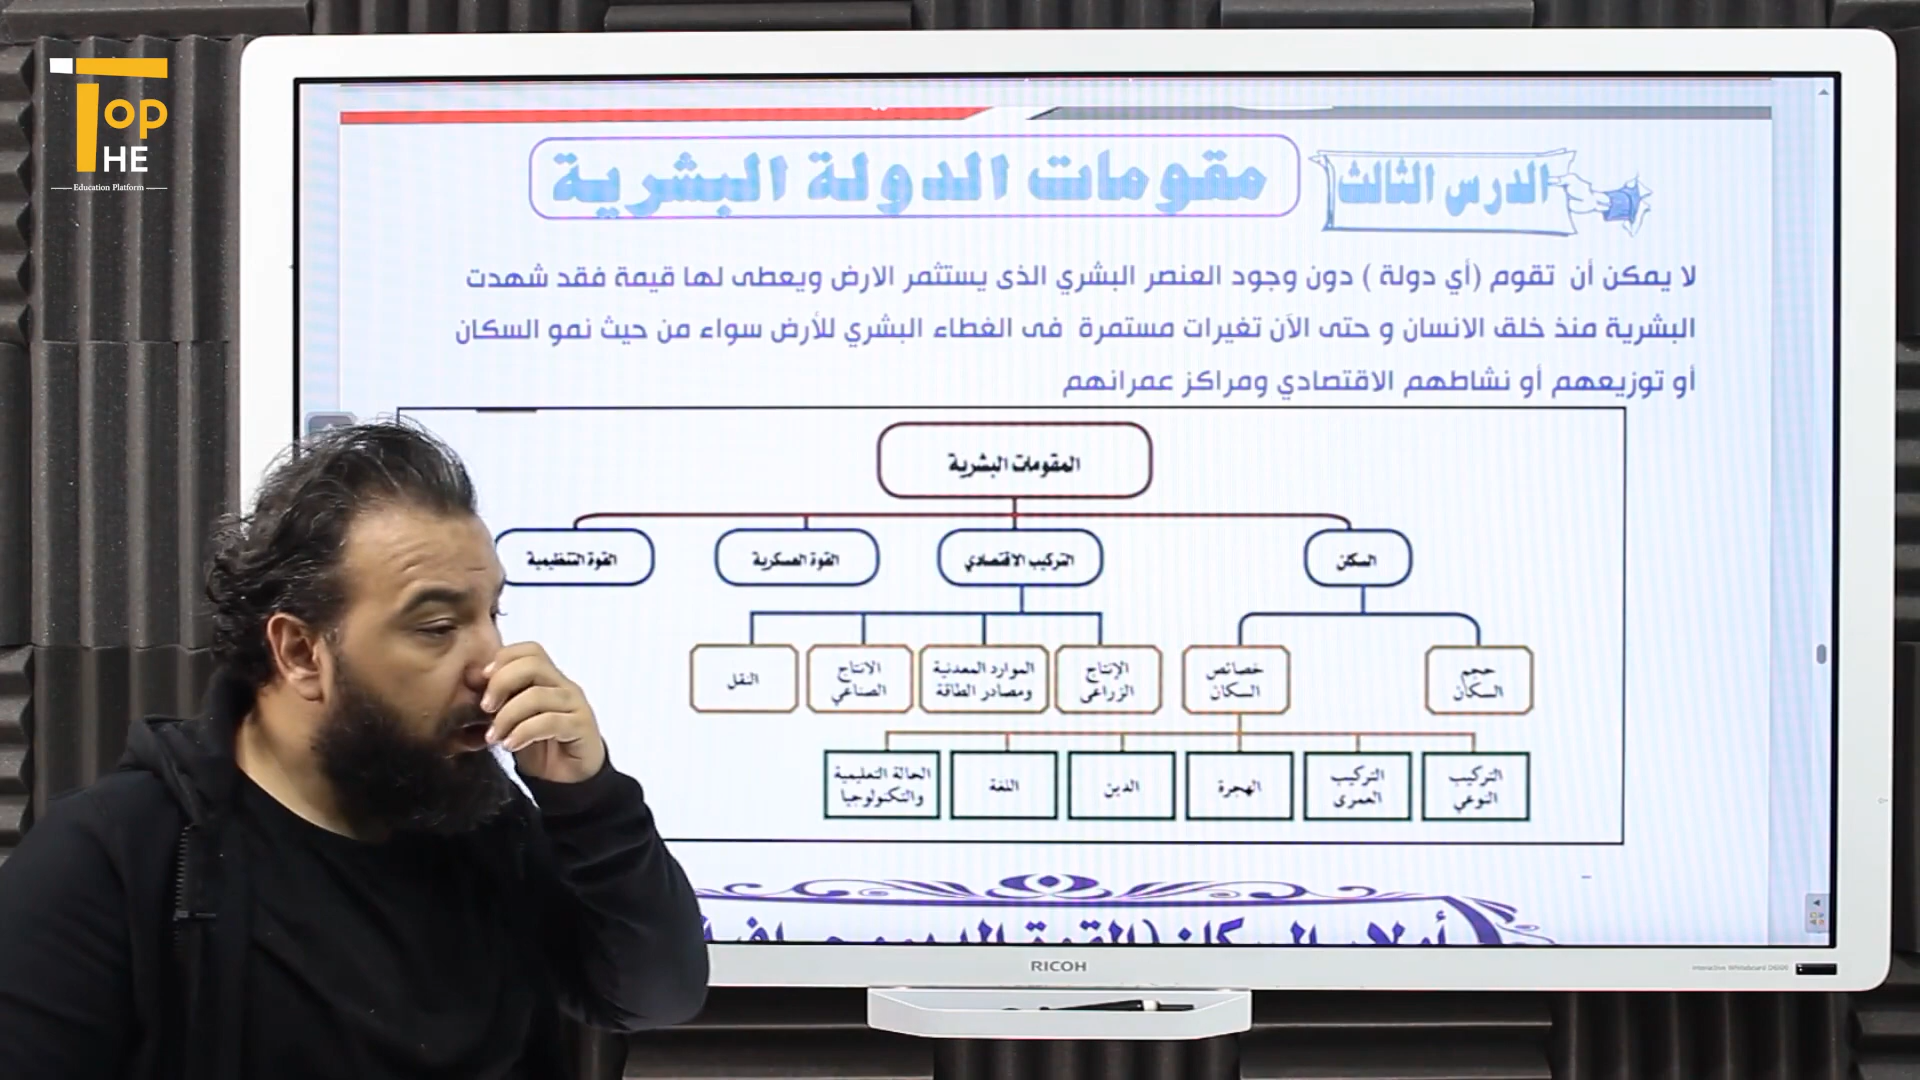 TOP
THE
Education Platform
الدرس الثالث
مقومات الدولة البشرية
لا يمكن أن تقوم (أي دولة ) دون وجود العنصر البشري الذى يستثمر الارض ويعطى لها قيمة فقد شهدت
البشرية منذ خلق الانسان و حتى الآن تغيرات مستمرة فى الغطاء البشري للأرض سواء من حيث نمو السكان
أو توزيعهم أو نشاطهم الاقتصادي ومراكز عمرانهم
المقومات البشرية
السكان
التركيب الاقتصادي
القوة العسكرية
القوة التنظيمية
حجم
السكان
خصائص
السكان
الإنتاج
الزراعى
الموارد المعدنية
ومصادر الطاقة
الانتاج
الصناعي
النقل
التركيب
النوعي
التركيب
العمرى
الهجرة
الدين
اللغة
الحالة التعليمية
والتكنولوجيا
RICOH
Interactive Whiteboard